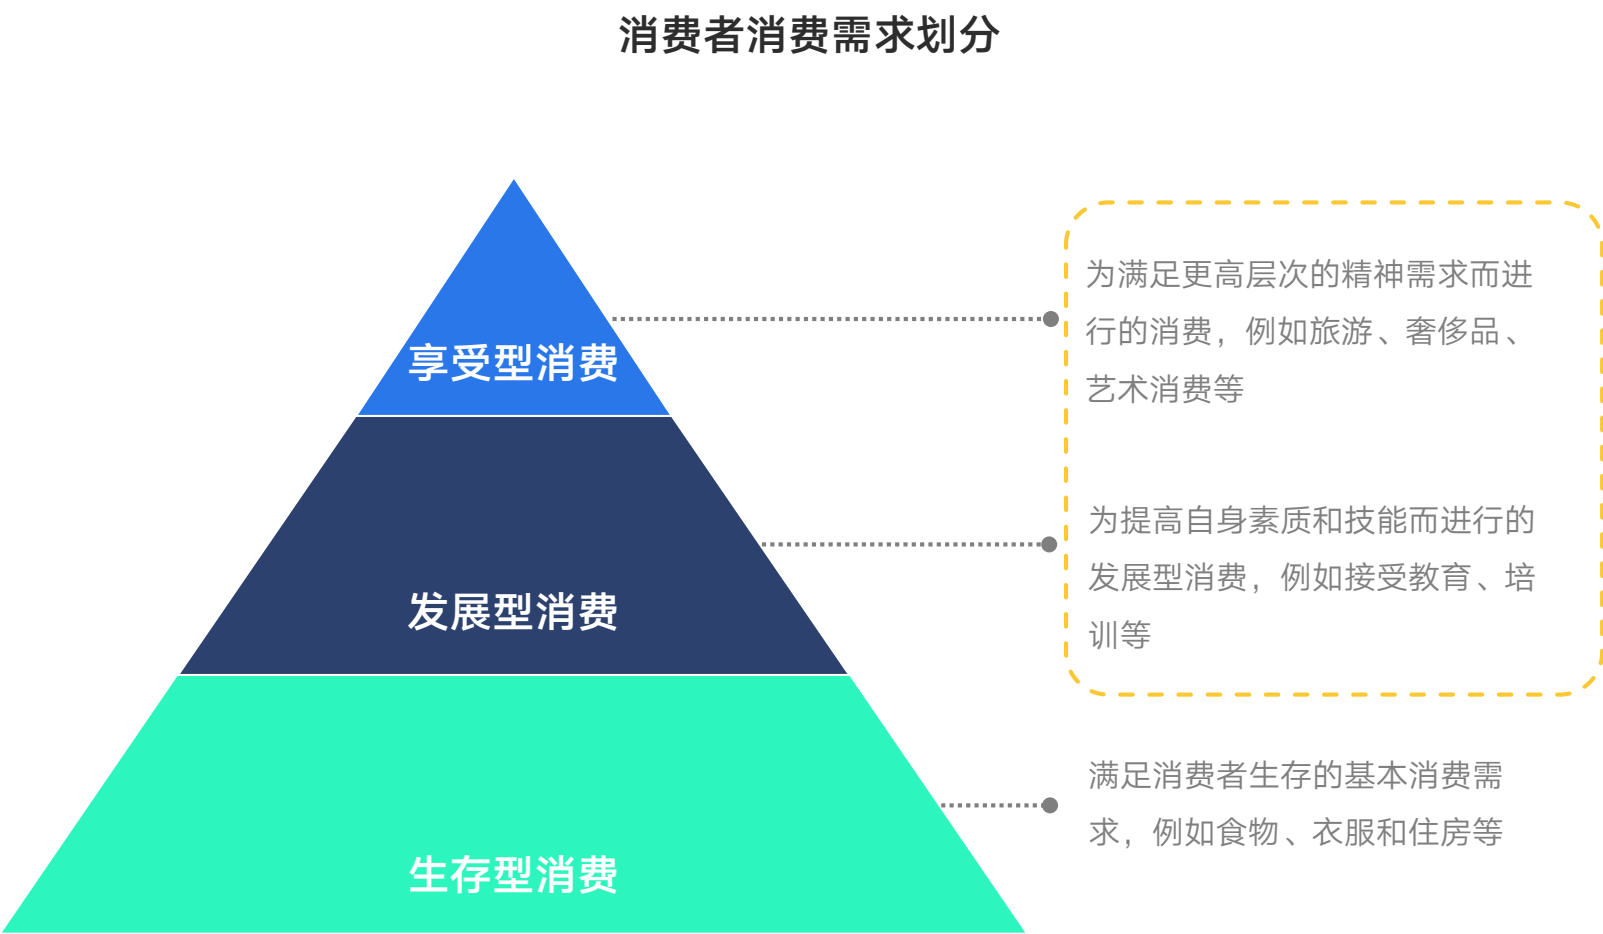 消费者消费需求划分
享受型消费
为满足更高层次的精神需求而进
行的消费，例如旅游、奢侈品、
艺术消费等
发展型消费
为提高自身素质和技能而进行的
发展型消费，例如接受教育、培
训等
生存型消费
满足消费者生存的基本消费需
求，例如食物、衣服和住房等